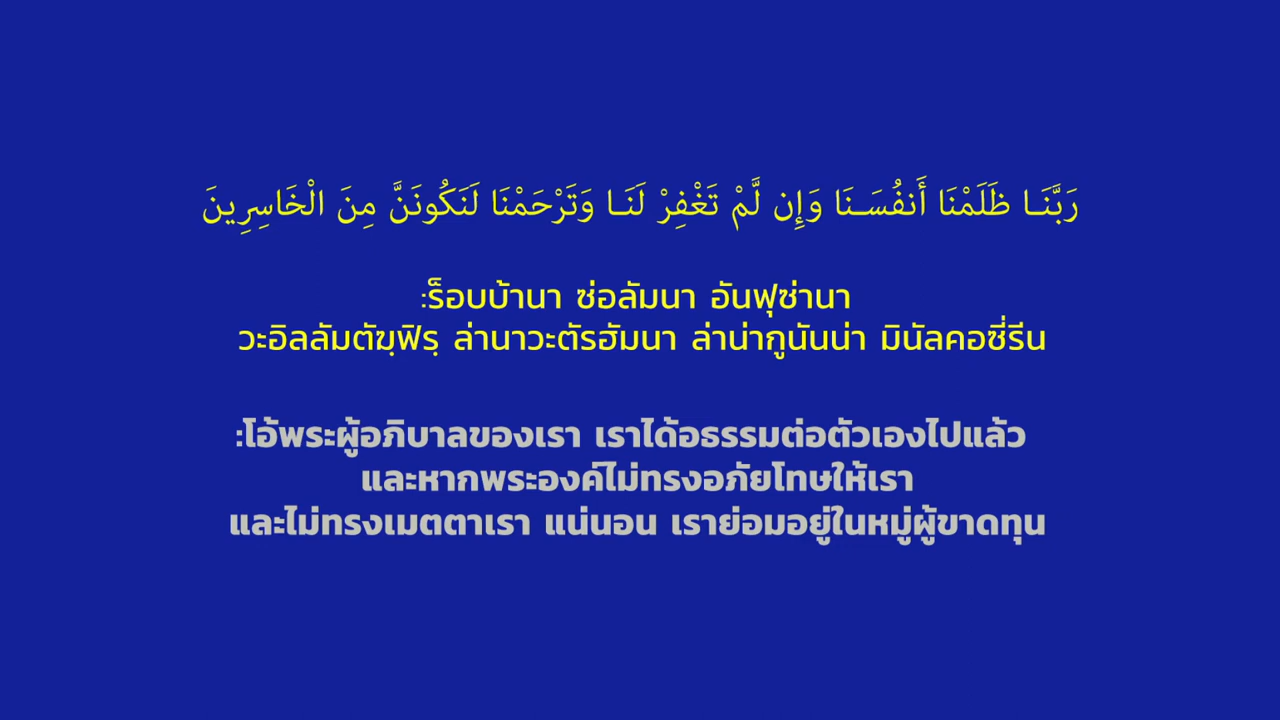 رَبَّنَـا ظَلَمْنَا أَنفُسَـنَا وَإِن لَّمْ تَغْفِرْ لَنَـا وَتَرْحَمْنَا لَنَكُونَنَّ مِنَ الْخَاسِرِينَ
:ร็อบบ้านา ซ่อลัมนา อันฟุซ่านา
วะอิลลัมตัฆฺฟิรฺ ล่านาวะตัรฮัมนา ล่าน่ากูนันน่า มินัลคอซี่รีน
:โอ้พระผู้อภิบาลของเรา เราได้อธรรมต่อตัวเองไปแล้ว
และหากพระองค์ไม่ทรงอภัยโทษให้เรา
และไม่ทรงเมตตาเรา แน่นอน เราย่อมอยู่ในหมู่ผู้ขาดทุน